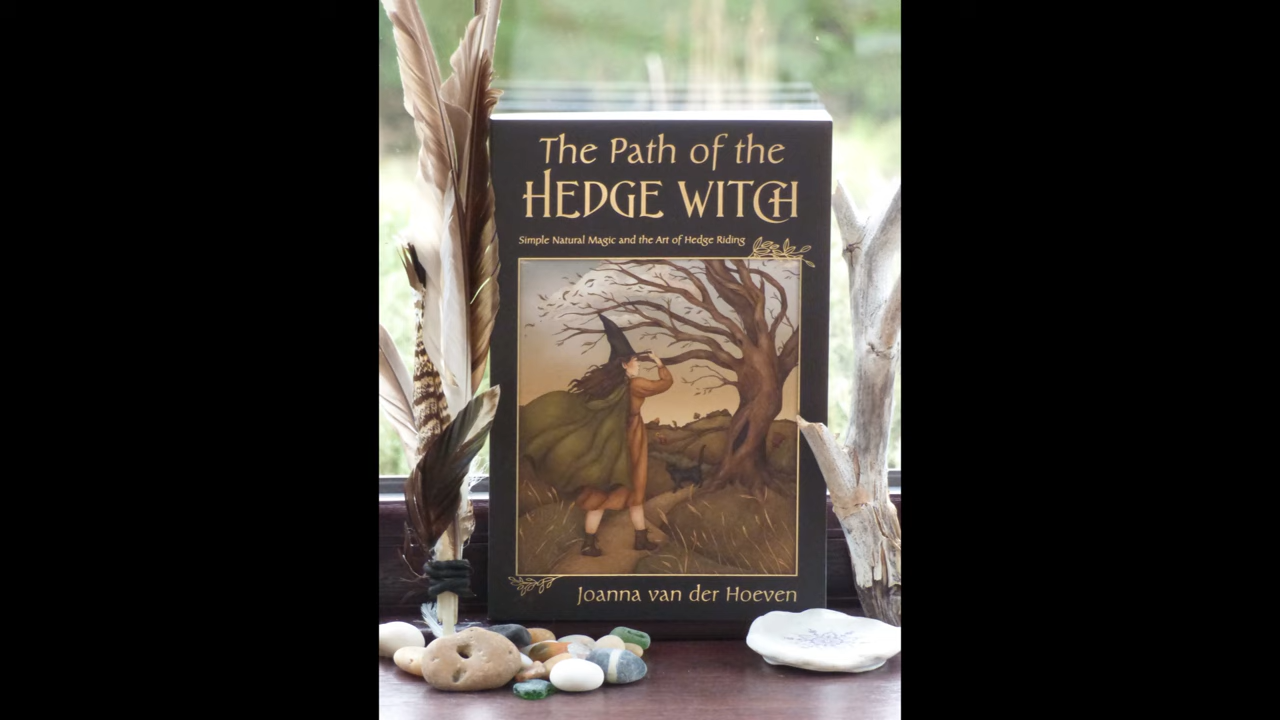 The Path of the
HEDGE WITCH
Simple Natural Magic and the Art of Hedge Riding
Joanna van der Hoeven